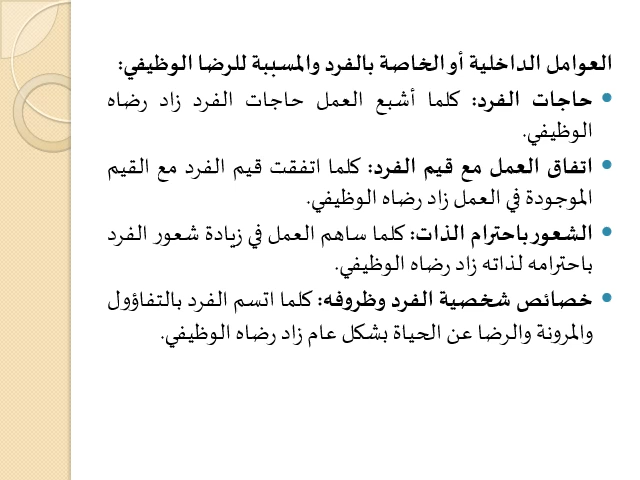 العوامل الداخلية أو الخاصة بالفرد والمسببة للرضا الوظيفي:
حاجات الفرد: كلما أشبع العمل حاجات الفرد زاد رضاه
الوظيفي.
اتفاق العمل مع قيم الفرد: كلما اتفقت قيم الفرد مع القيم
الموجودة في العمل زاد رضاه الوظيفي.
الشعور باحترام الذات: كلما ساهم العمل في زيادة شعور الفرد
باحترامه لذاته زاد رضاه الوظيفي.
خصائص شخصية الفرد وظروفه: كلما اتسم الفرد بالتفاؤول
والمرونة والرضا عن الحياة بشكل عام زاد رضاه الوظيفي.